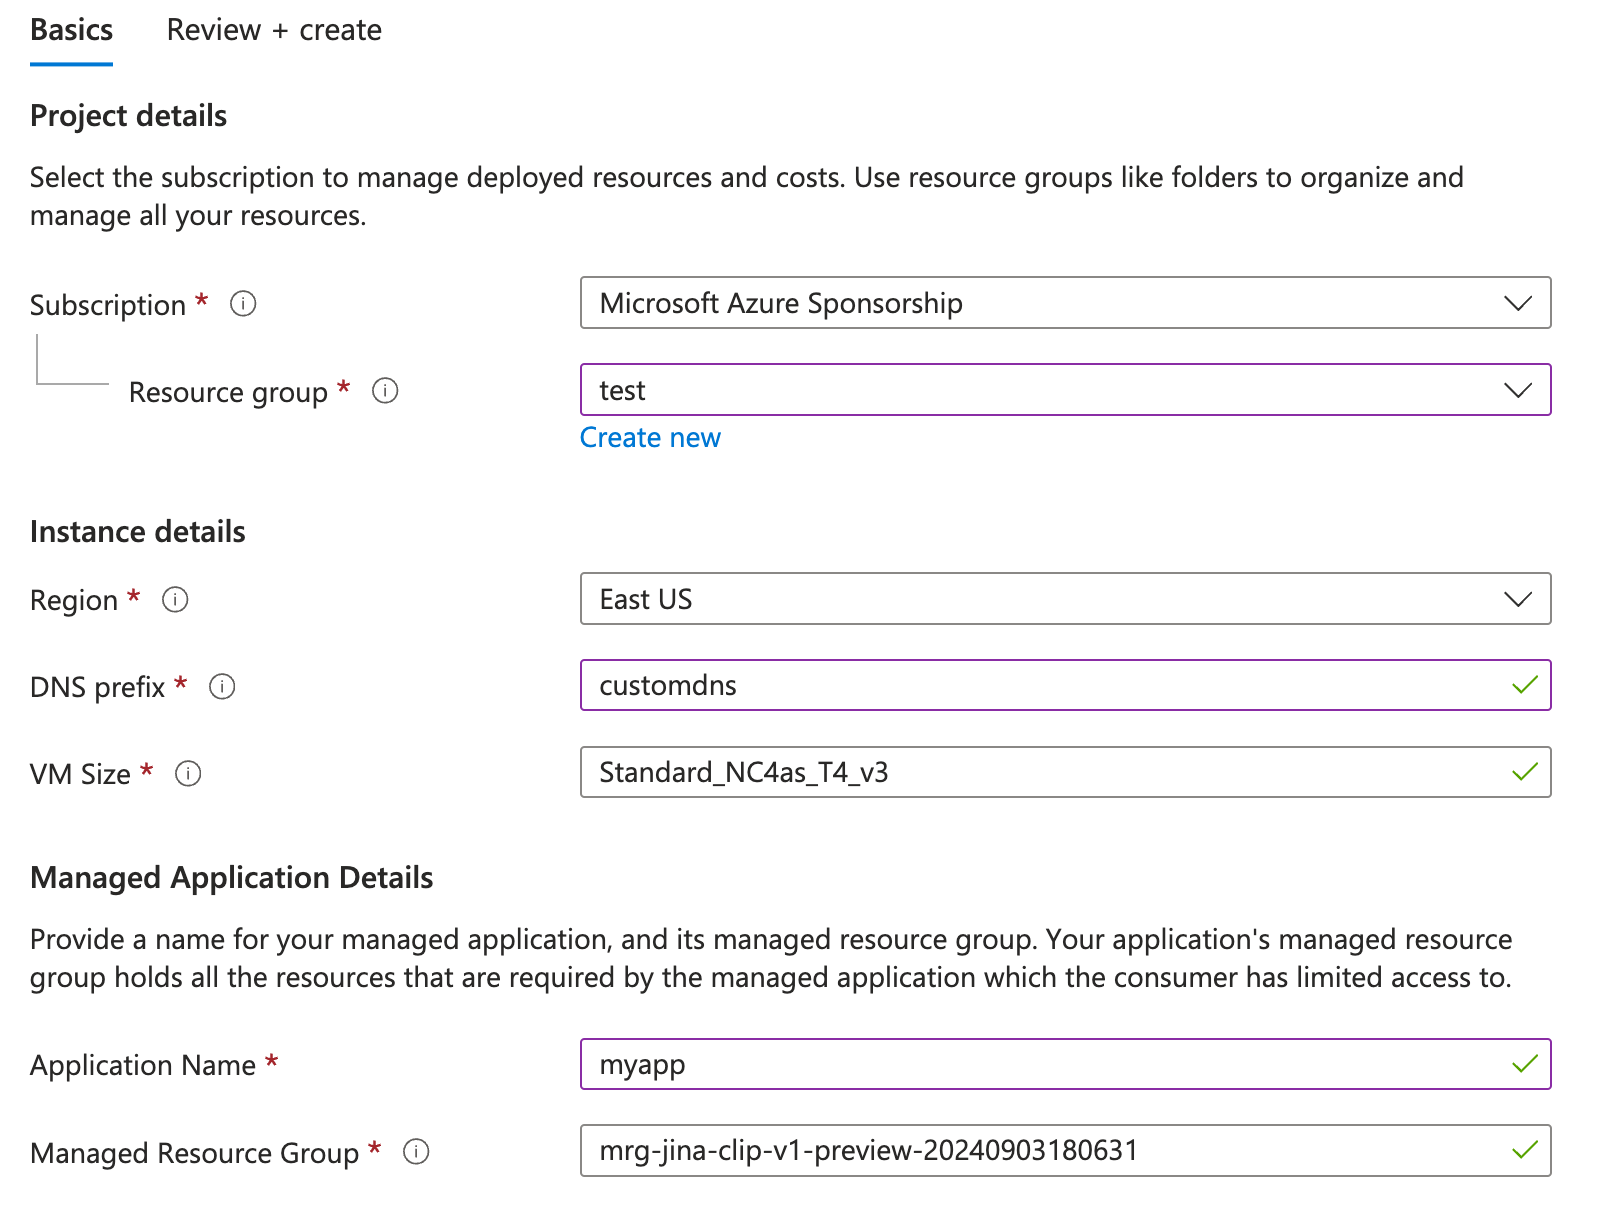 Basics Review + create
Project details
Select the subscription to manage deployed resources and costs. Use resource groups like folders to organize and
manage all your resources.
Subscription * Microsoft Azure Sponsorship
Resource group * test
Create new
Instance details
Region * East US
DNS prefix * customdns
VM Size * Standard_NC4as_T4_v3
Managed Application Details
Provide a name for your managed application, and its managed resource group. Your application's managed resource
group holds all the resources that are required by the managed application which the consumer has limited access to.
Application Name * myapp
Managed Resource Group * mrg-jina-clip-v1-preview-20240903180631